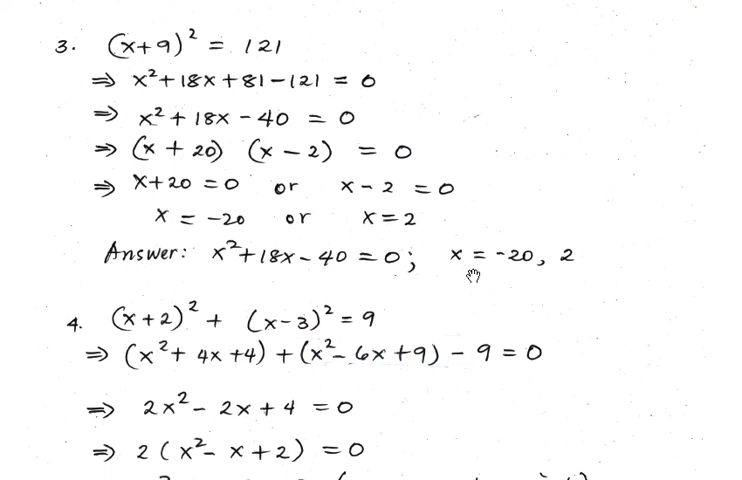 3. (x+9)² = 121
⇒ x²+18x+81-121 = 0
⇒ x²+18x-40 = 0
⇒ (x+20) (x-2) = 0
⇒ x+20=0 or x-2=0
x = -20 or x=2
Answer: x²+18x-40=0; x = -20, 2
4. (x+2)² + (x-3)² = 9
⇒ (x²+4x+4)+(x²-6x+9)-9=0
⇒ 2x²-2x+4=0
⇒ 2(x²-x+2)=0